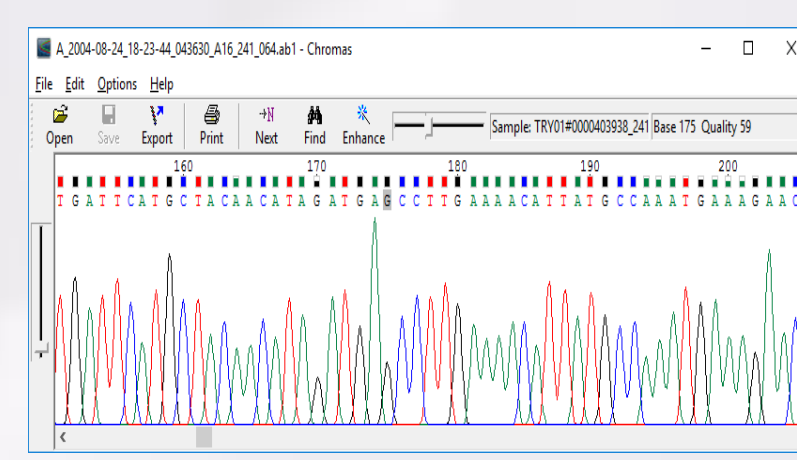 A_2004-08-24_18-23-44_043630_A16_241_064.ab1 - Chromas
File Edit Options Help
Open Save Export Print →N Next Find Enhance Sample: TRY01#0000403938_241 Base 175 Quality 59
160 170 180 190 200
T G A T T C A T G C T A C A A C A T A G A T G A G C C T T G A A A A C A T T A T G C C A A A T G A A A G A A C